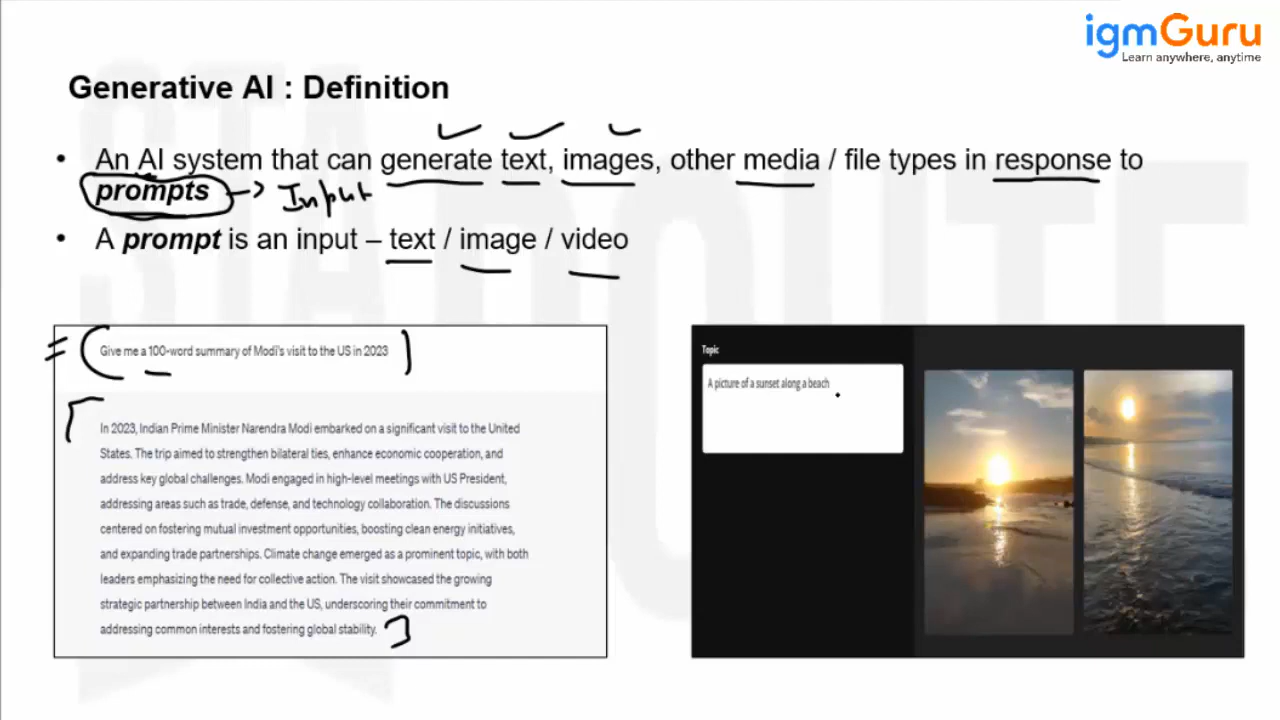 igmGuru
Learn anywhere, anytime
Generative AI : Definition
• An AI system that can generate text, images, other media / file types in response to
prompts → Input
• A prompt is an input – text / image / video
Give me a 100-word summary of Modi's visit to the US in 2023
In 2023, Indian Prime Minister Narendra Modi embarked on a significant visit to the United
States. The trip aimed to strengthen bilateral ties, enhance economic cooperation, and
address key global challenges. Modi engaged in high-level meetings with US President,
addressing areas such as trade, defense, and technology collaboration. The discussions
centered on fostering mutual investment opportunities, boosting clean energy initiatives,
and expanding trade partnerships. Climate change emerged as a prominent topic, with both
leaders emphasizing the need for collective action. The visit showcased the growing
strategic partnership between India and the US, underscoring their commitment to
addressing common interests and fostering global stability.
Topic
A picture of a sunset along a beach